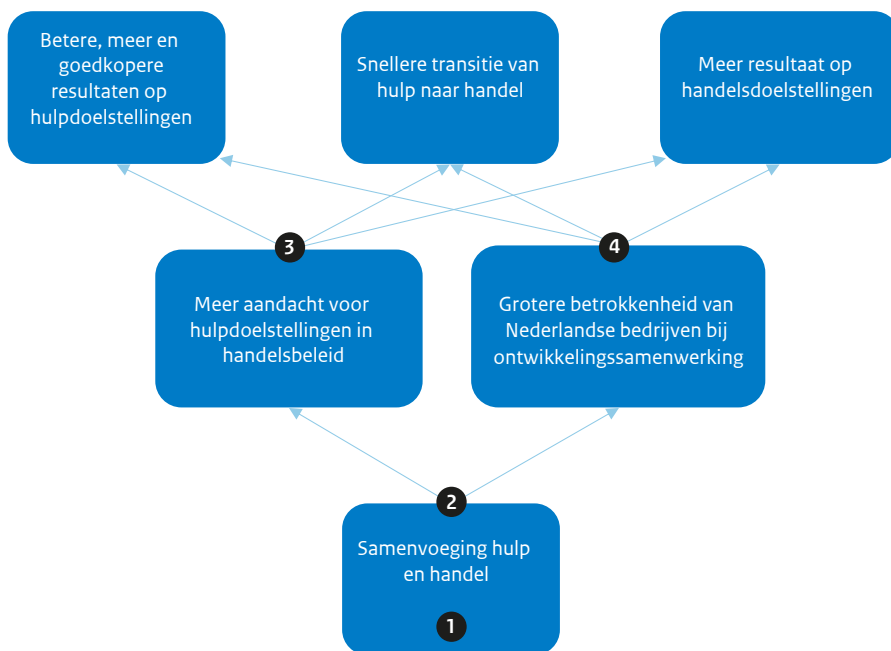 Betere, meer en
goedkopere
resultaten op
hulpdoelstellingen
Snellere transitie van
hulp naar handel
Meer resultaat op
handelsdoelstellingen
3
4
Meer aandacht voor
hulpdoelstellingen in
handelsbeleid
Grotere betrokkenheid van
Nederlandse bedrijven bij
ontwikkelingssamenwerking
2
Samenvoeging hulp
en handel
1